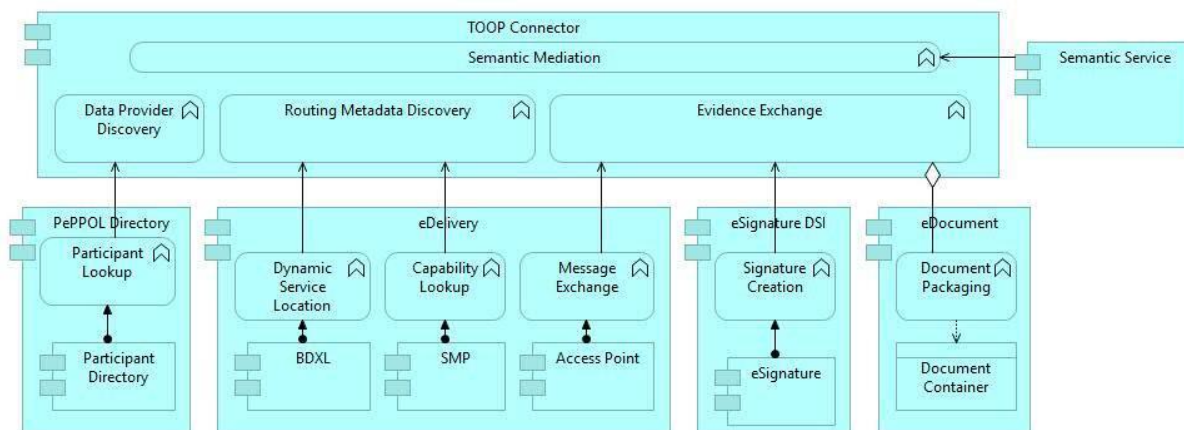 TOOP Connector
Semantic Mediation
Semantic Service
Data Provider
Discovery
Routing Metadata Discovery
Evidence Exchange
PePPOL Directory
eDelivery
eSignature DSI
eDocument
Participant
Lookup
Dynamic
Service
Location
Capability
Lookup
Message
Exchange
Signature
Creation
Document
Packaging
Participant
Directory
BDXL
SMP
Access Point
eSignature
Document
Container